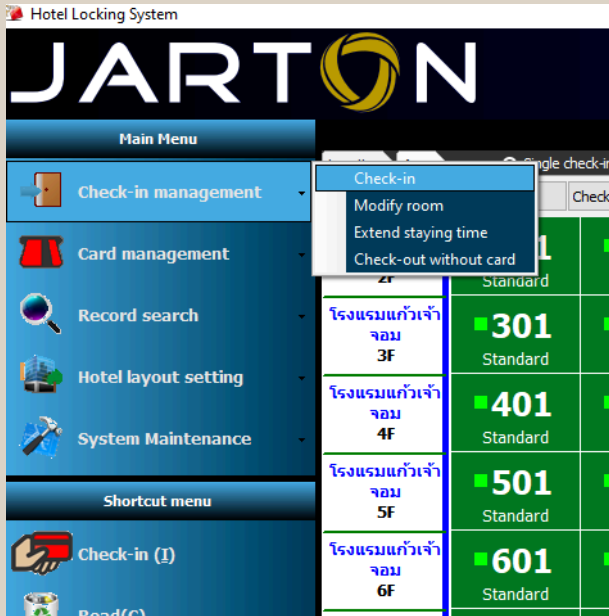 Hotel Locking System
JARTON
Main Menu
Check-in management
Card management
Record search
Hotel layout setting
System Maintenance
Shortcut menu
Check-in (I)
Read(C)
Check-in
Modify room
Extend staying time
Check-out without card
Single check-in
Check
2F
Standard
โรงแรมแก้วเจ้า
จอม
3F
301
Standard
โรงแรมแก้วเจ้า
จอม
4F
401
Standard
โรงแรมแก้วเจ้า
จอม
5F
501
Standard
โรงแรมแก้วเจ้า
จอม
6F
601
Standard